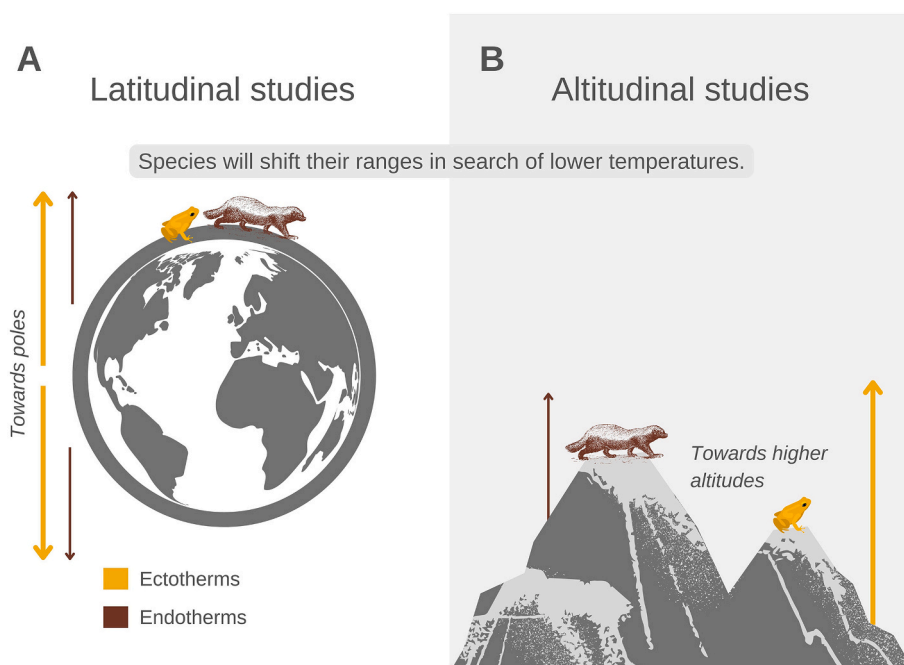 A
Latitudinal studies
B
Altitudinal studies
Species will shift their ranges in search of lower temperatures.
Towards poles
Towards higher
altitudes
Ectotherms
Endotherms